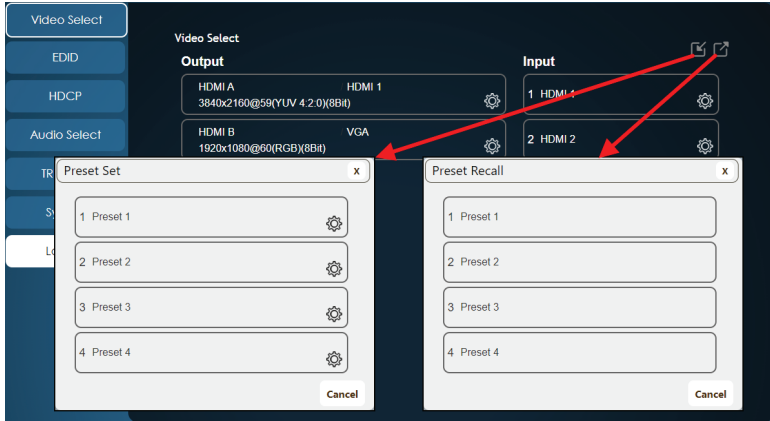 Video Select
EDID
HDCP
Audio Select
TR
Sy
Lo
Video Select
Output
Input
HDMI A HDMI 1
3840x2160@59(YUV 4:2:0)(8Bit)
HDMI B VGA
1920x1080@60(RGB)(8Bit)
1 HDMI 1
2 HDMI 2
Preset Set x
1 Preset 1
2 Preset 2
3 Preset 3
4 Preset 4
Cancel
Preset Recall x
1 Preset 1
2 Preset 2
3 Preset 3
4 Preset 4
Cancel